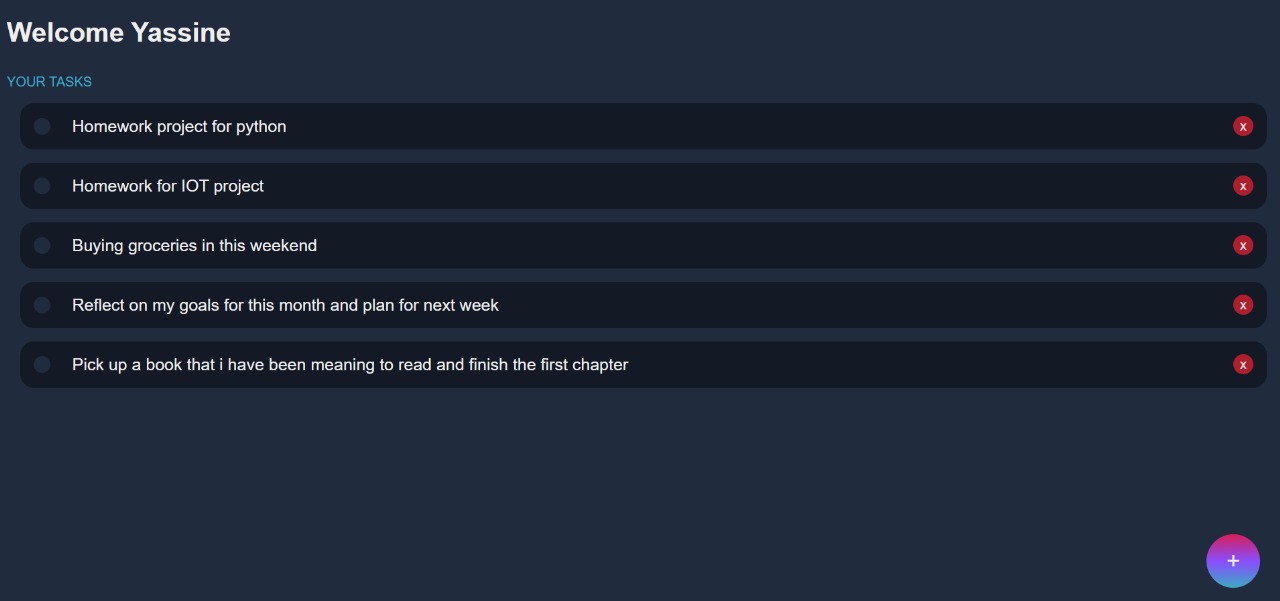 Welcome Yassine
YOUR TASKS
Homework project for python
x
Homework for IOT project
x
Buying groceries in this weekend
x
Reflect on my goals for this month and plan for next week
x
Pick up a book that i have been meaning to read and finish the first chapter
x
+